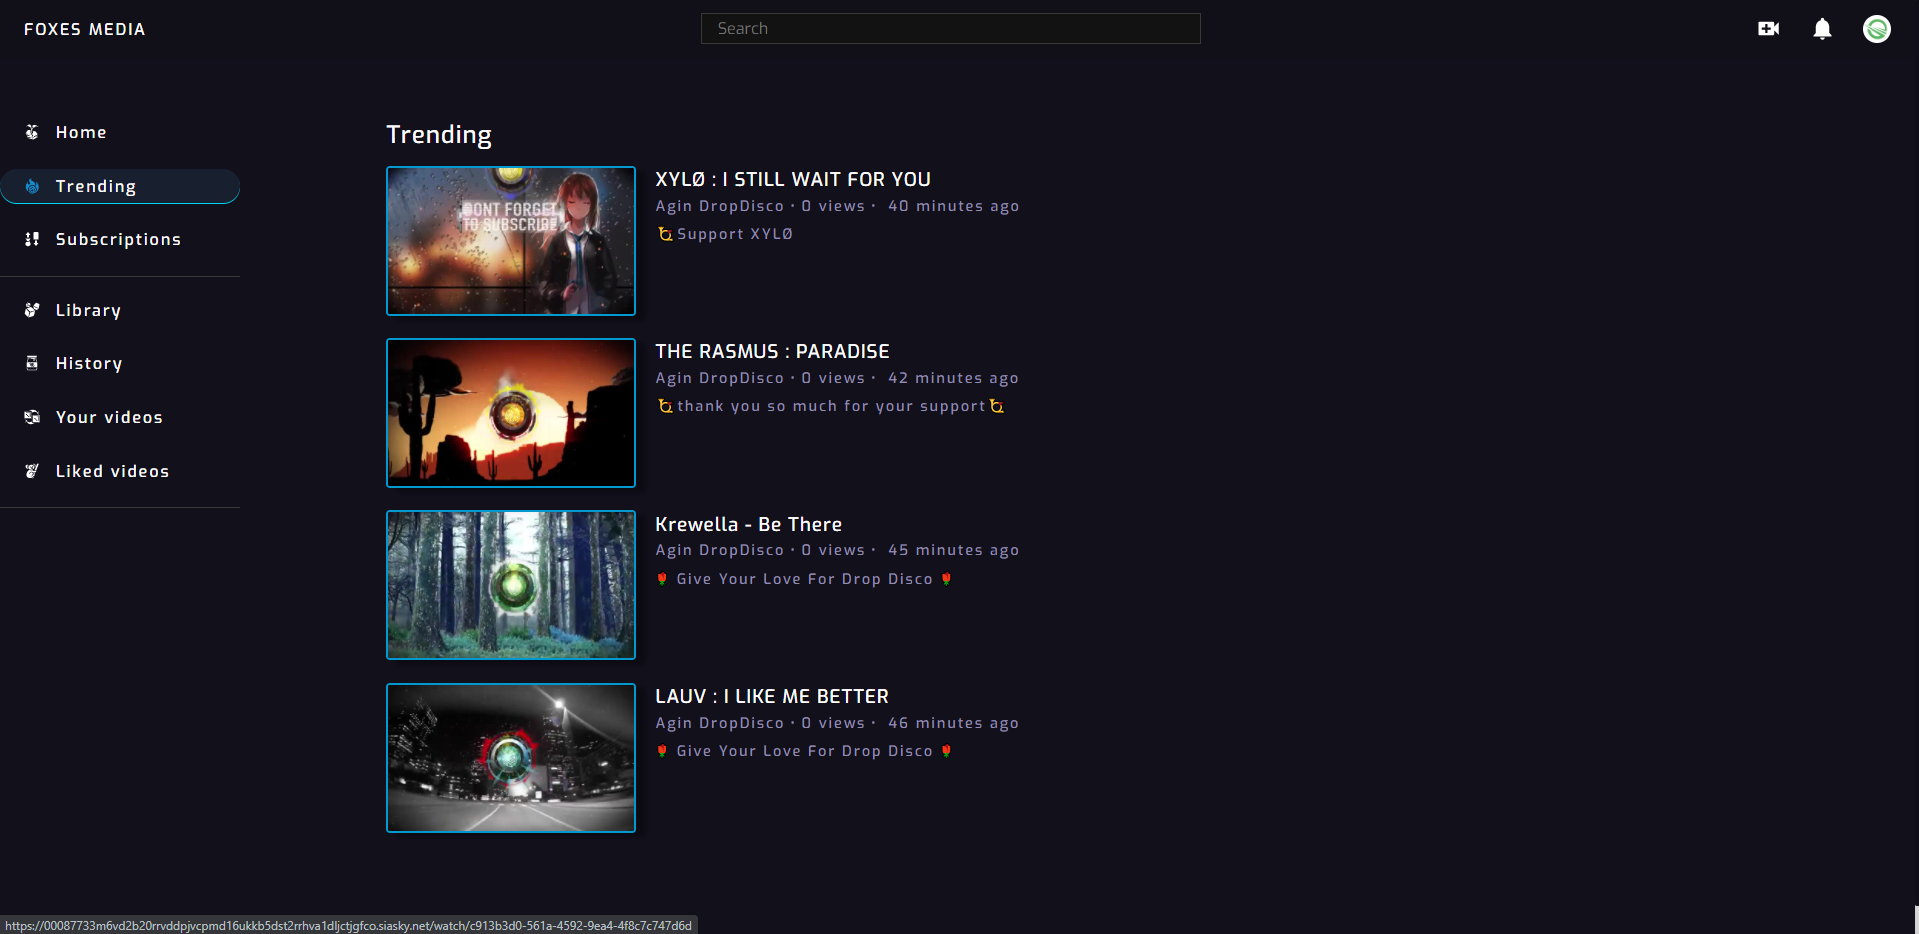 FOXES MEDIA
Search
Home
Trending
Subscriptions
Library
History
Your videos
Liked videos
Trending
DONT FORGET
TO SUBSCRIBE
XYLØ : I STILL WAIT FOR YOU
Agin DropDisco • 0 views • 40 minutes ago
Support XYLØ
THE RASMUS : PARADISE
Agin DropDisco • 0 views • 42 minutes ago
thank you so much for your support
Krewella - Be There
Agin DropDisco • 0 views • 45 minutes ago
🌹 Give Your Love For Drop Disco 🌹
LAUV : I LIKE ME BETTER
Agin DropDisco • 0 views • 46 minutes ago
🌹 Give Your Love For Drop Disco 🌹
https://00087733m6vd2b20rrvddpjvcpmd16ukkb5dst2rrhva1dljctjgfco.siasky.net/watch/c913b3d0-561a-4592-9ea4-4f8c7c747d6d